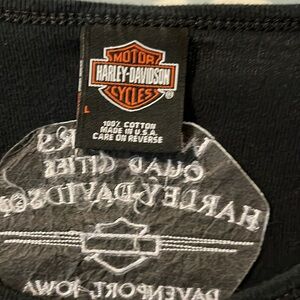 MOTOR
HARLEY-DAVIDSON
CYCLES
®
L
100% COTTON
MADE IN U.S.A.
CARE ON REVERSE
QUAD CITIES
HARLEY-DAVIDSON
DAVENPORT, IOWA